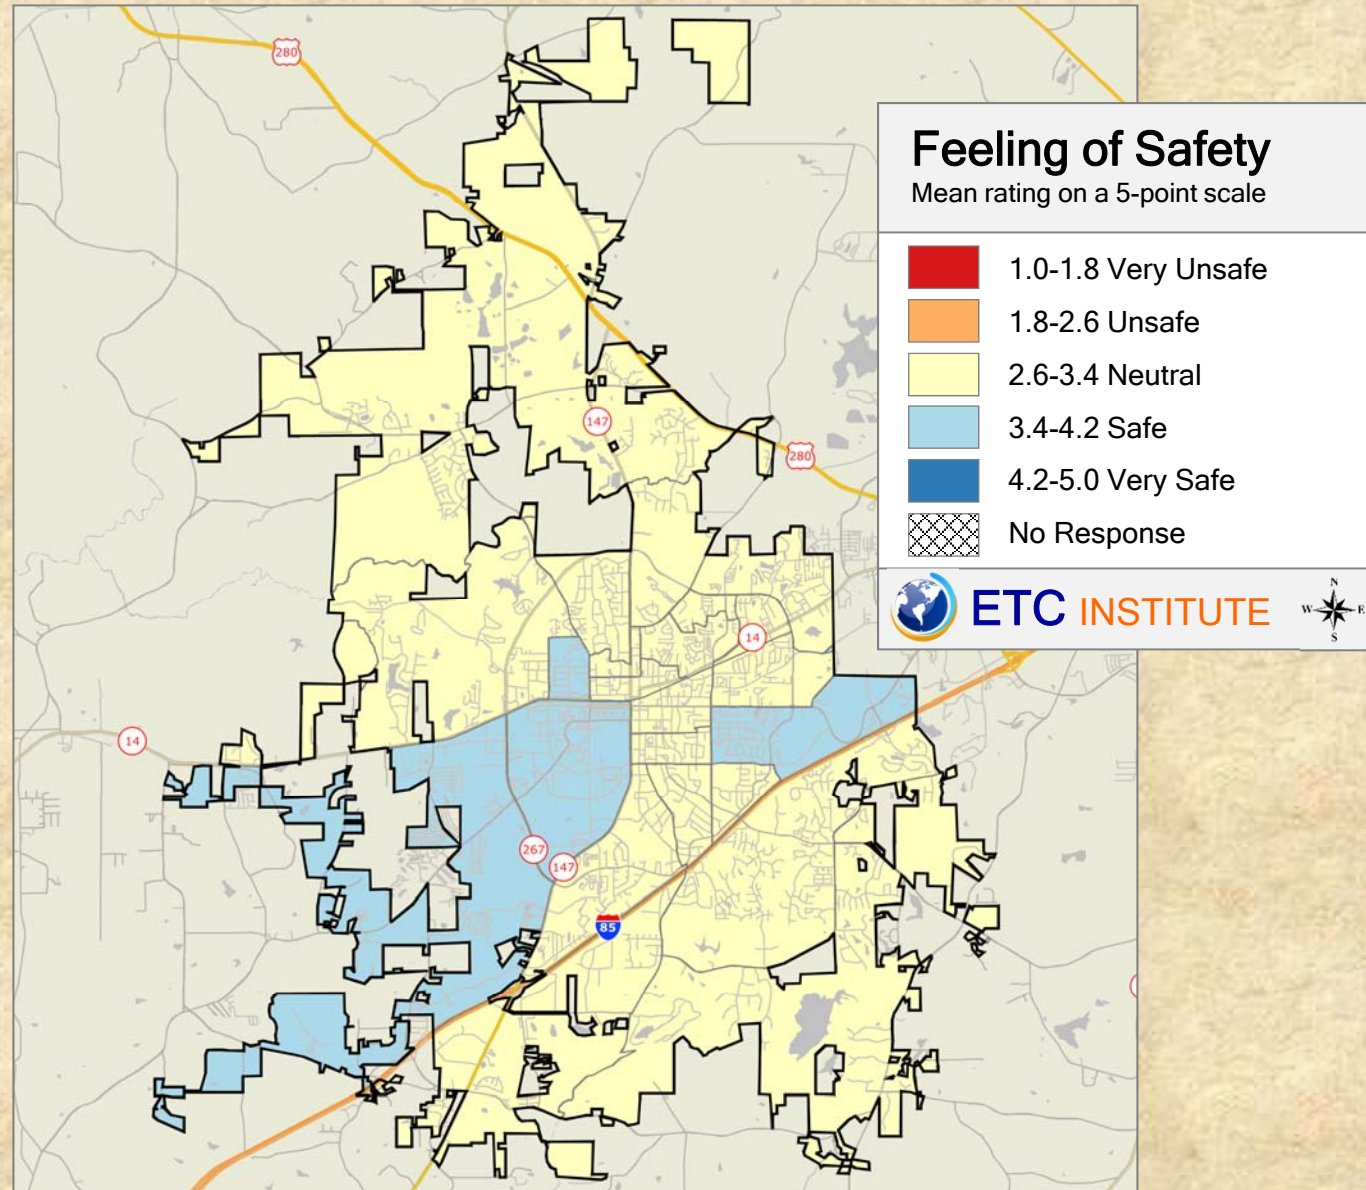 280
Feeling of Safety
Mean rating on a 5-point scale
1.0-1.8 Very Unsafe
1.8-2.6 Unsafe
2.6-3.4 Neutral
3.4-4.2 Safe
4.2-5.0 Very Safe
No Response
ETC INSTITUTE
N
W E
S
147
280
14
14
267
147
85